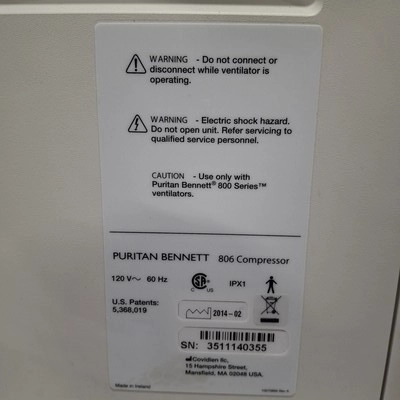 WARNING - Do not connect or
disconnect while ventilator is
operating.
WARNING - Electric shock hazard.
Do not open unit. Refer servicing to
qualified service personnel.
CAUTION - Use only with
Puritan Bennett® 800 Series™
ventilators.
PURITAN BENNETT 806 Compressor
120 V~ 60 Hz
C SA US
IPX1
U.S. Patents:
5,368,019
2014-02
SN: 3511140355
Covidien llc,
15 Hampshire Street,
Mansfield, MA 02048 USA
Made in Ireland